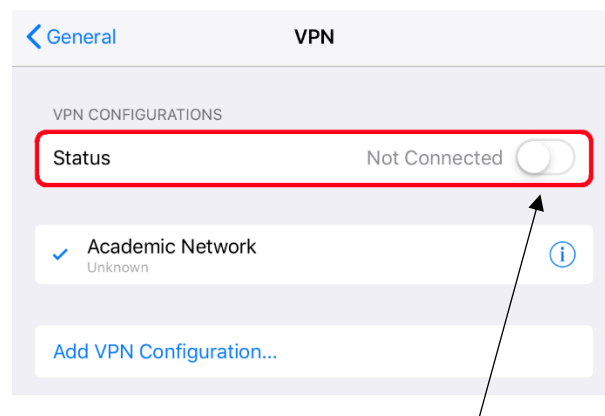 General VPN
VPN CONFIGURATIONS
Status Not Connected
Academic Network
Unknown
Add VPN Configuration...